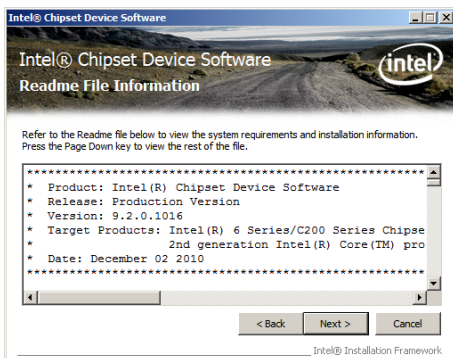 Intel® Chipset Device Software
Intel® Chipset Device Software
intel
Readme File Information
Refer to the Readme file below to view the system requirements and installation information.
Press the Page Down key to view the rest of the file.
************************************************************
* Product: Intel(R) Chipset Device Software
* Release: Production Version
* Version: 9.2.0.1016
* Target Products: Intel(R) 6 Series/C200 Series Chipse
* 2nd generation Intel(R) Core(TM) pro
* Date: December 02 2010
************************************************************
< Back Next > Cancel
Intel® Installation Framework